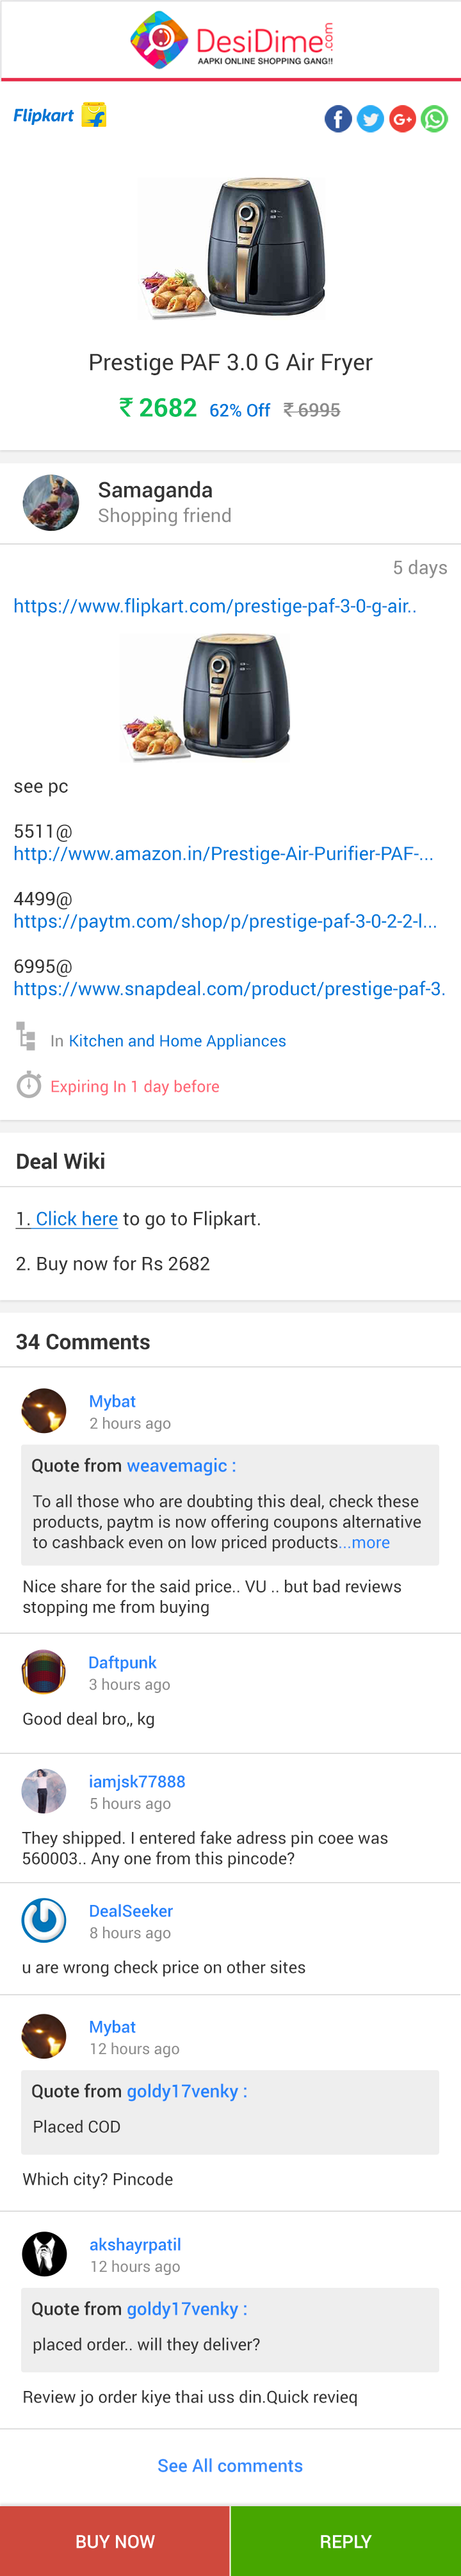 DesiDime.com
AAPKI ONLINE SHOPPING GANG!!
Flipkart
Prestige PAF 3.0 G Air Fryer
₹ 2682 62% Off ₹ 6995
Samaganda
Shopping friend
5 days
https://www.flipkart.com/prestige-paf-3-0-g-air..
see pc
5511@
http://www.amazon.in/Prestige-Air-Purifier-PAF-...
4499@
https://paytm.com/shop/p/prestige-paf-3-0-2-2-l...
6995@
https://www.snapdeal.com/product/prestige-paf-3.
In Kitchen and Home Appliances
Expiring In 1 day before
Deal Wiki
1. Click here to go to Flipkart.
2. Buy now for Rs 2682
34 Comments
Mybat
2 hours ago
Quote from weavemagic :
To all those who are doubting this deal, check these
products, paytm is now offering coupons alternative
to cashback even on low priced products...more
Nice share for the said price.. VU .. but bad reviews
stopping me from buying
Daftpunk
3 hours ago
Good deal bro,, kg
iamjsk77888
5 hours ago
They shipped. I entered fake adress pin coee was
560003.. Any one from this pincode?
DealSeeker
8 hours ago
u are wrong check price on other sites
Mybat
12 hours ago
Quote from goldy17venky :
Placed COD
Which city? Pincode
akshayrpatil
12 hours ago
Quote from goldy17venky :
placed order.. will they deliver?
Review jo order kiye thai uss din.Quick revieq
See All comments
BUY NOW REPLY